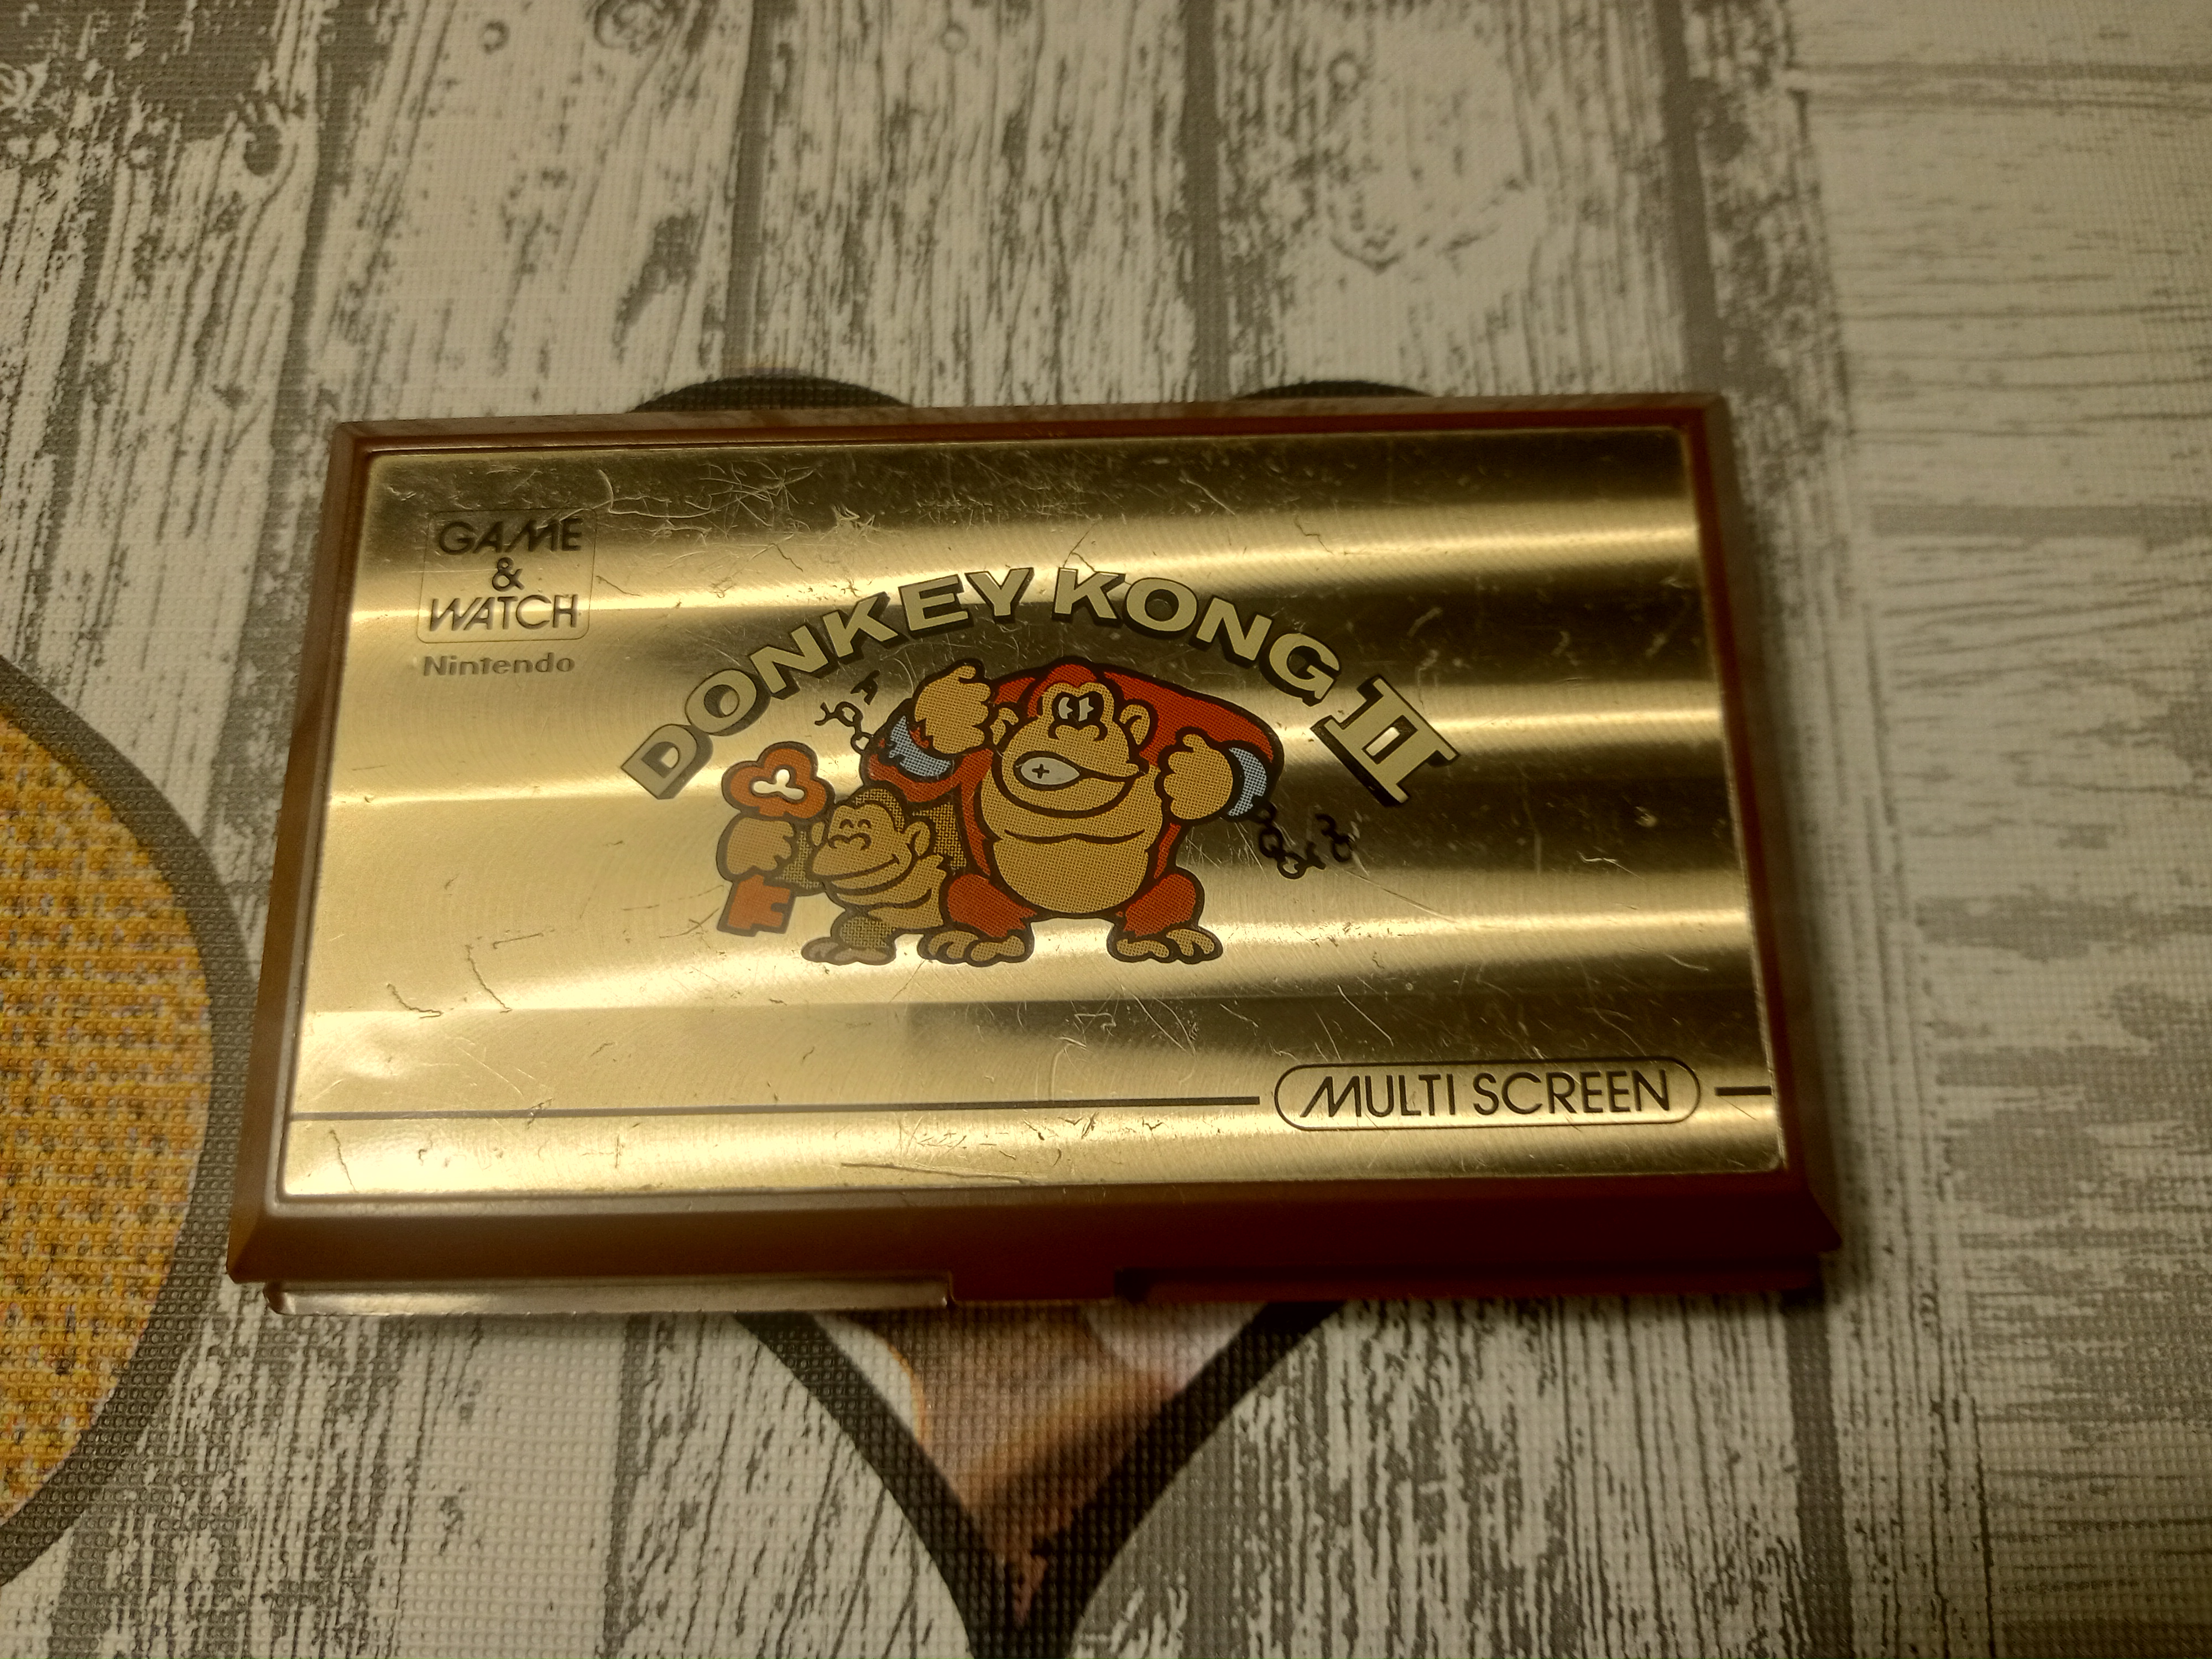 GAME
&
WATCH
Nintendo
DONKEY KONG II
MULTI SCREEN